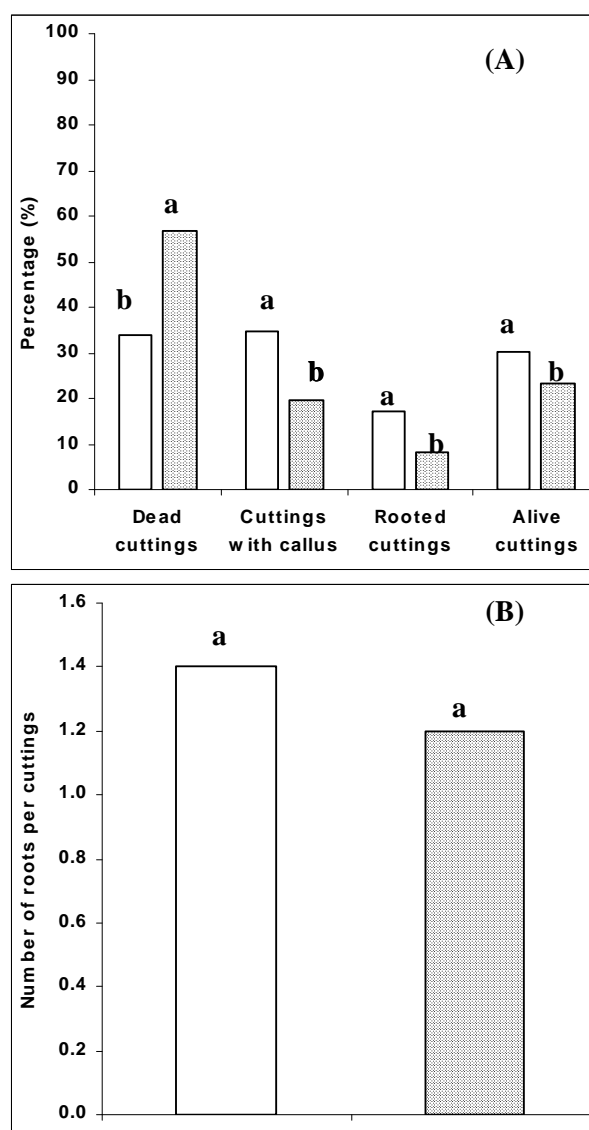 (A)
100
90
80
70
60
50
40
30
20
10
0
Percentage (%)
b
a
a
b
a
b
a
b
Dead cuttings
Cuttings with callus
Rooted cuttings
Alive cuttings
(B)
1.6
1.4
1.2
1.0
0.8
0.6
0.4
0.2
0.0
Number of roots per cuttings
a
a